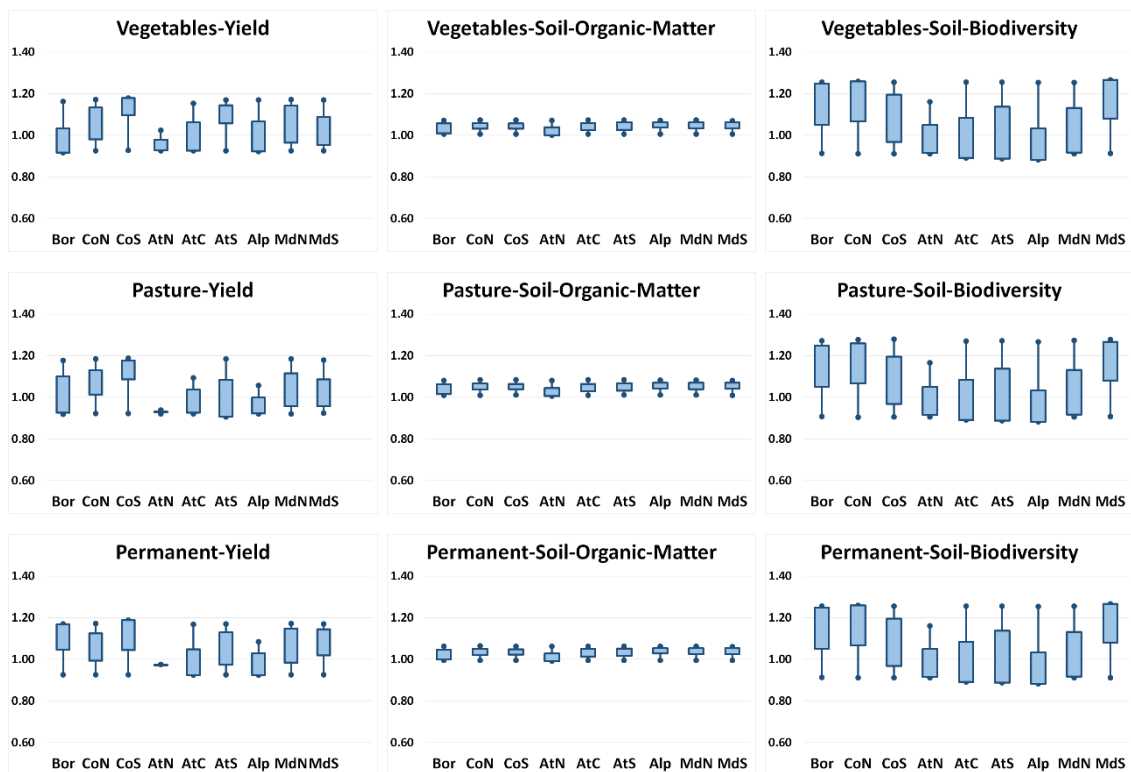 Vegetables-Yield
1.40
1.20
1.00
0.80
0.60
Bor CoN CoS AtN AtC AtS Alp MdN MdS
Vegetables-Soil-Organic-Matter
1.40
1.20
1.00
0.80
0.60
Bor CoN CoS AtN AtC AtS Alp MdN MdS
Vegetables-Soil-Biodiversity
1.40
1.20
1.00
0.80
0.60
Bor CoN CoS AtN AtC AtS Alp MdN MdS
Pasture-Yield
1.40
1.20
1.00
0.80
0.60
Bor CoN CoS AtN AtC AtS Alp MdN MdS
Pasture-Soil-Organic-Matter
1.40
1.20
1.00
0.80
0.60
Bor CoN CoS AtN AtC AtS Alp MdN MdS
Pasture-Soil-Biodiversity
1.40
1.20
1.00
0.80
0.60
Bor CoN CoS AtN AtC AtS Alp MdN MdS
Permanent-Yield
1.40
1.20
1.00
0.80
0.60
Bor CoN CoS AtN AtC AtS Alp MdN MdS
Permanent-Soil-Organic-Matter
1.40
1.20
1.00
0.80
0.60
Bor CoN CoS AtN AtC AtS Alp MdN MdS
Permanent-Soil-Biodiversity
1.40
1.20
1.00
0.80
0.60
Bor CoN CoS AtN AtC AtS Alp MdN MdS